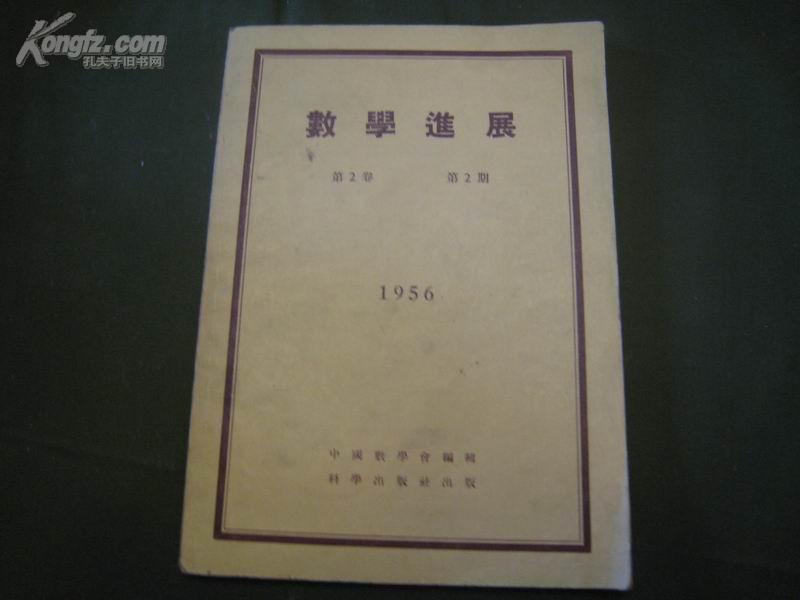 Kongfz.com
孔夫子旧书网
數學進展
第2卷 第2期
1956
中國數學會編輯
科學出版社出版